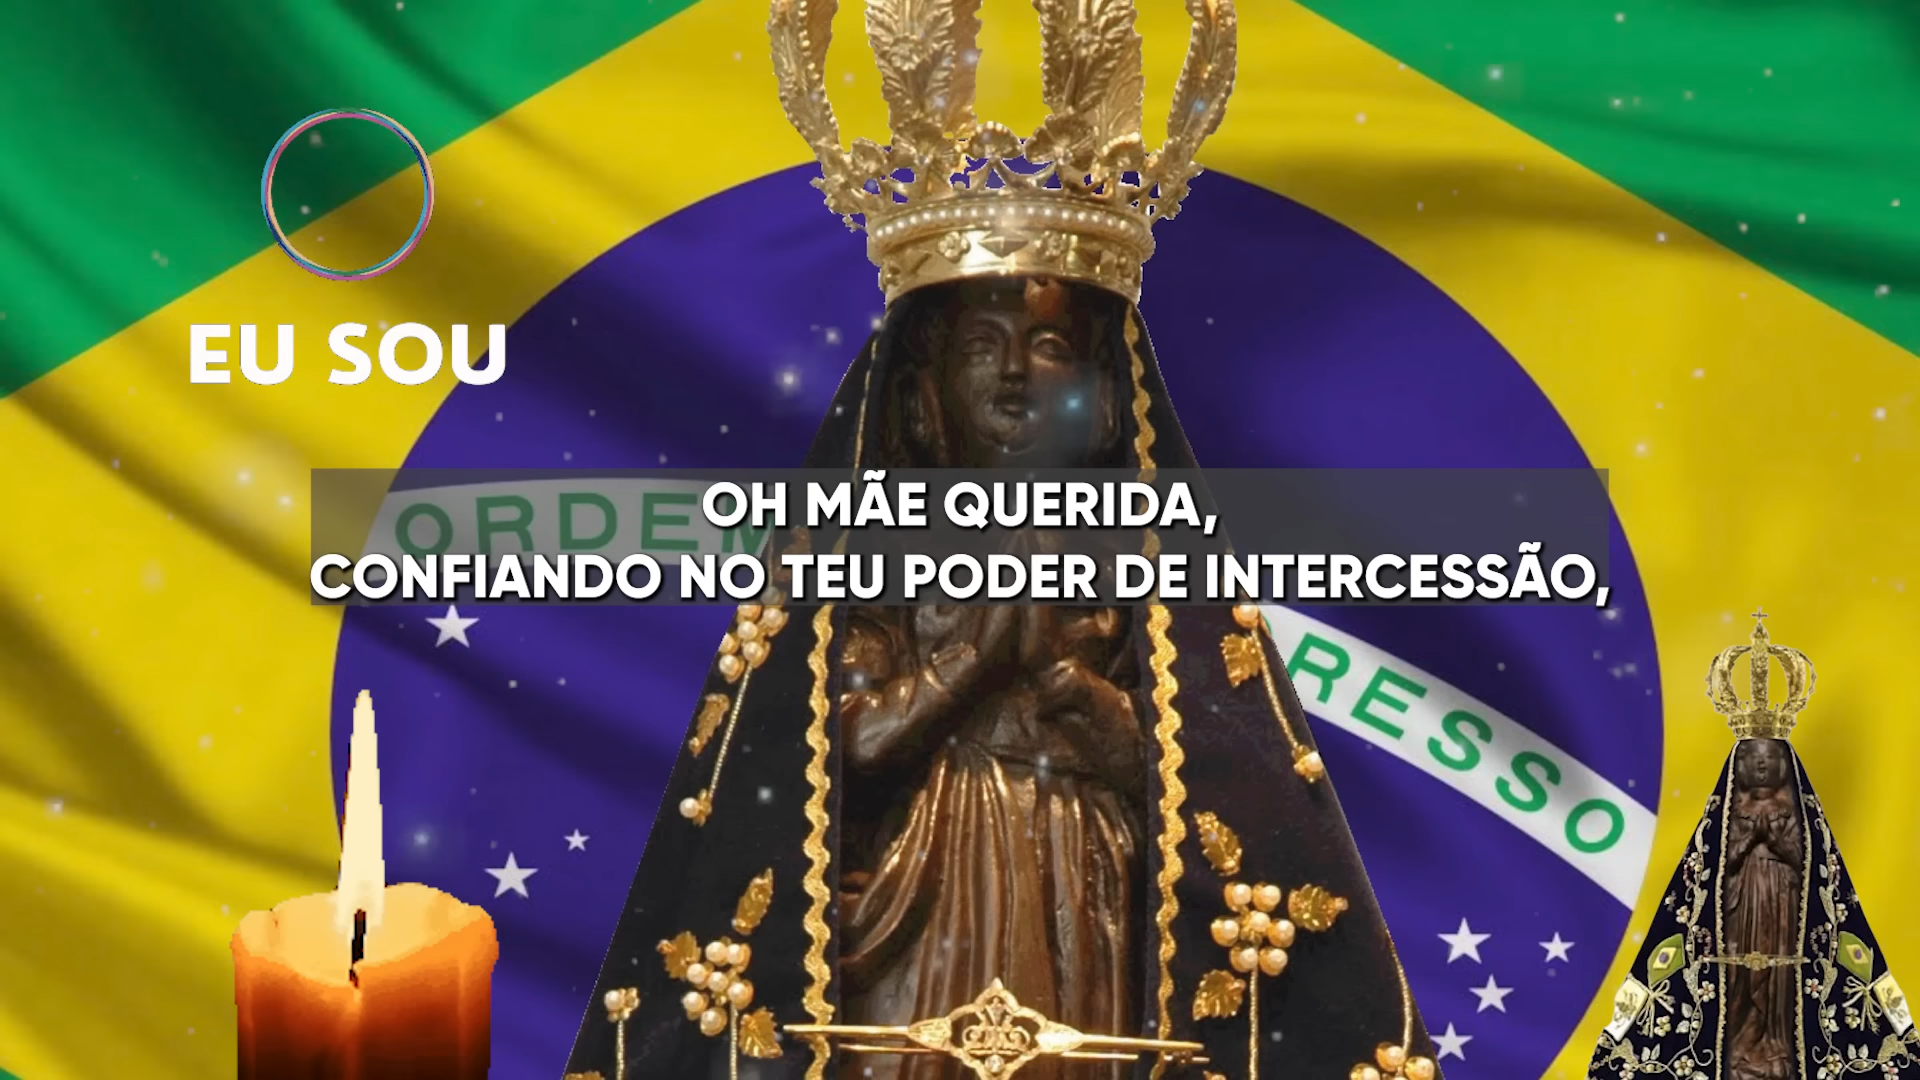 EU SOU
OH MÃE QUERIDA,
CONFIANDO NO TEU PODER DE INTERCESSÃO,
ORDEM
RESSO